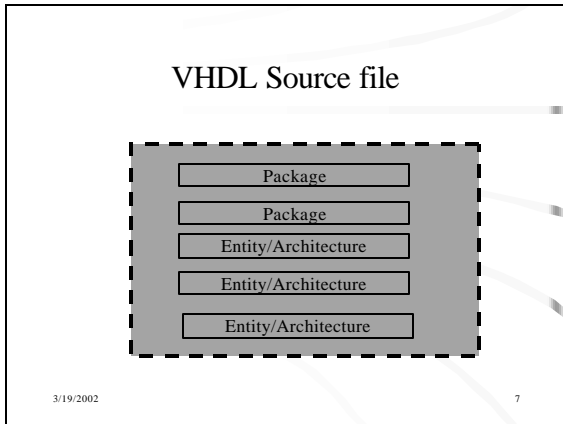 VHDL Source file
Package
Package
Entity/Architecture
Entity/Architecture
Entity/Architecture
3/19/2002
7